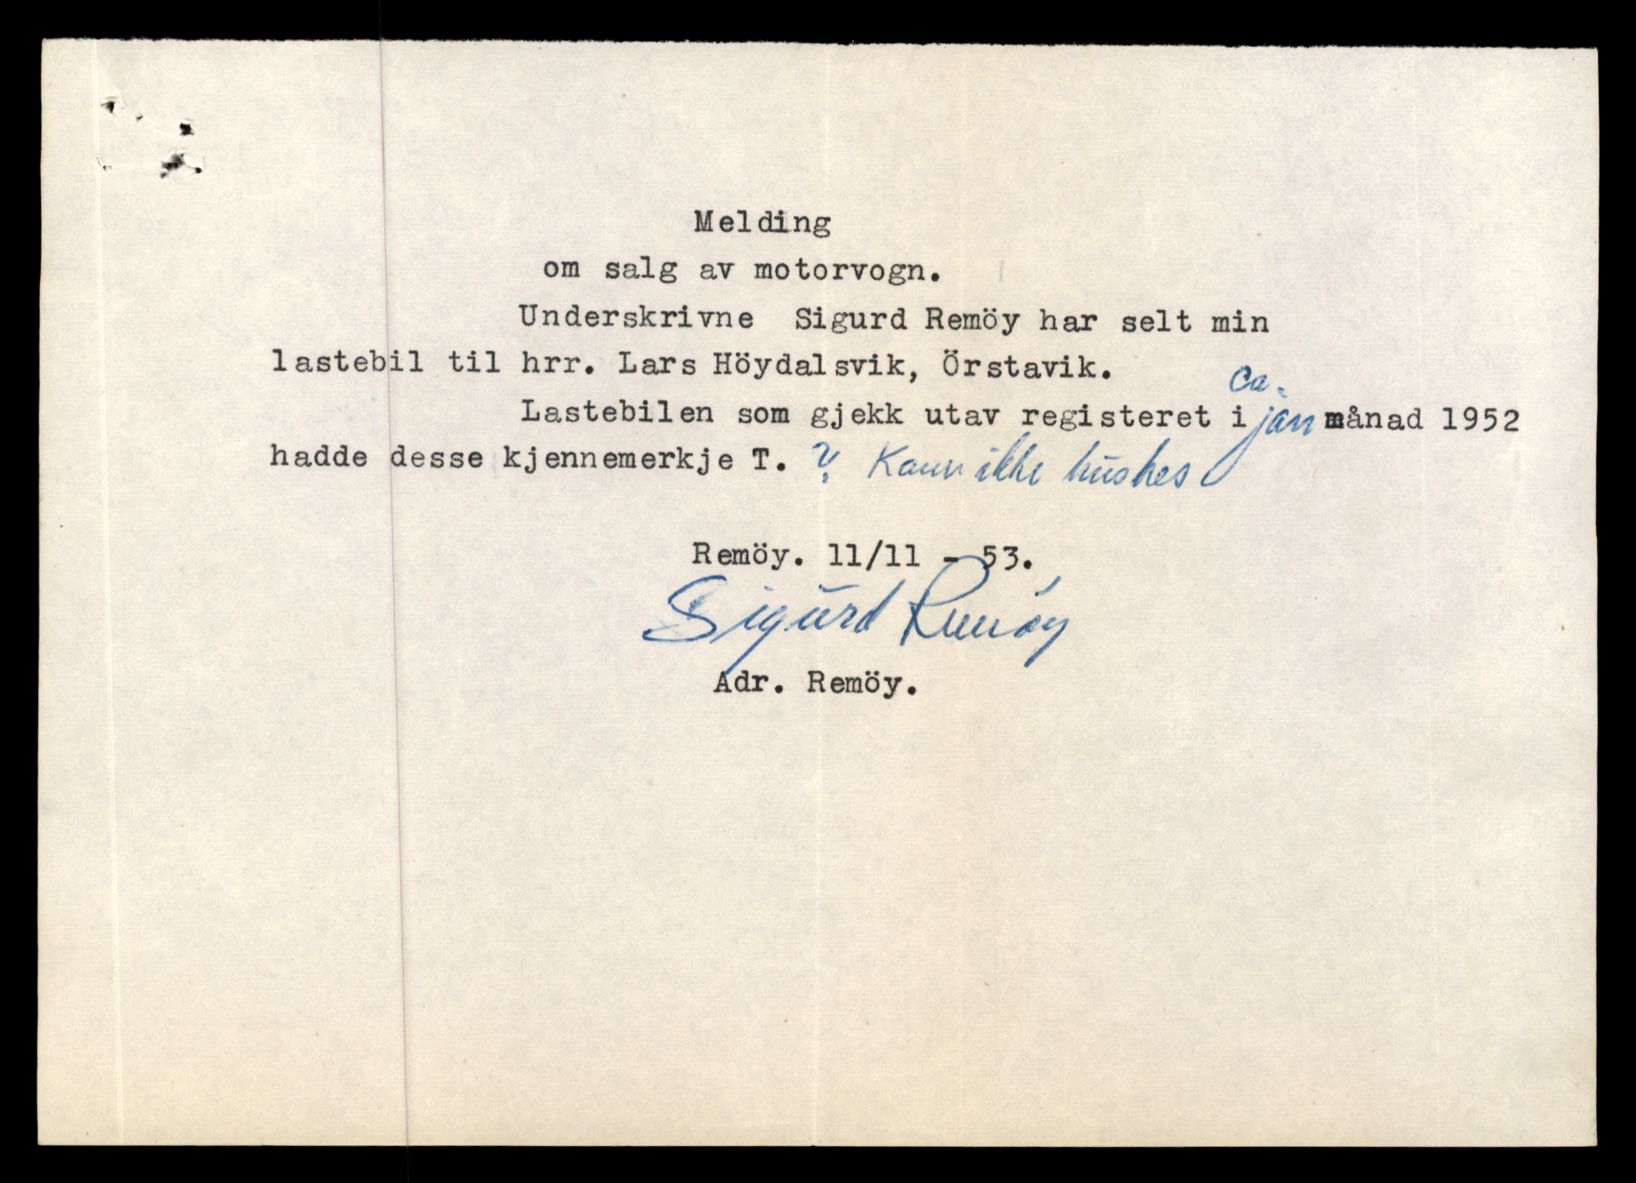 Melding
om salg av motorvogn.
Underskrivne Sigurd Remöy har selt min
lastebil til hrr. Lars Höydalsvik, Örstavik.
Lastebilen som gjekk utav registeret i ca. jan månad 1952
hadde desse kjennemerkje T. ? Kann ikke huskes
Remöy. 11/11 - 53.
Sigurd Remöy
Adr. Remöy.